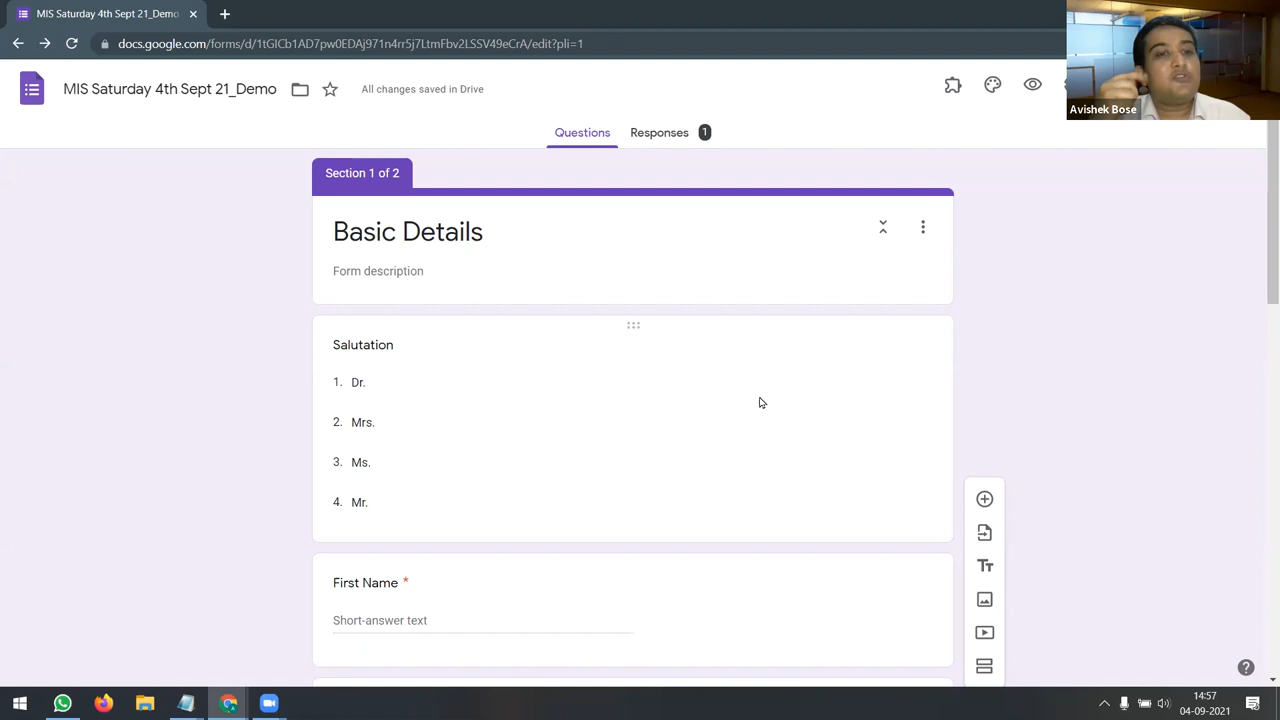 MIS Saturday 4th Sept 21_Demo
docs.google.com/forms/d/1tGICb1AD7pw0EDAj971n4rr5j7LtmFbv2LSSV49eCrA/edit?pli=1
MIS Saturday 4th Sept 21_Demo
All changes saved in Drive
Avishek Bose
Questions
Responses 1
Section 1 of 2
Basic Details
Form description
Salutation
1. Dr.
2. Mrs.
3. Ms.
4. Mr.
First Name *
Short-answer text
Tт
14:57
04-09-2021